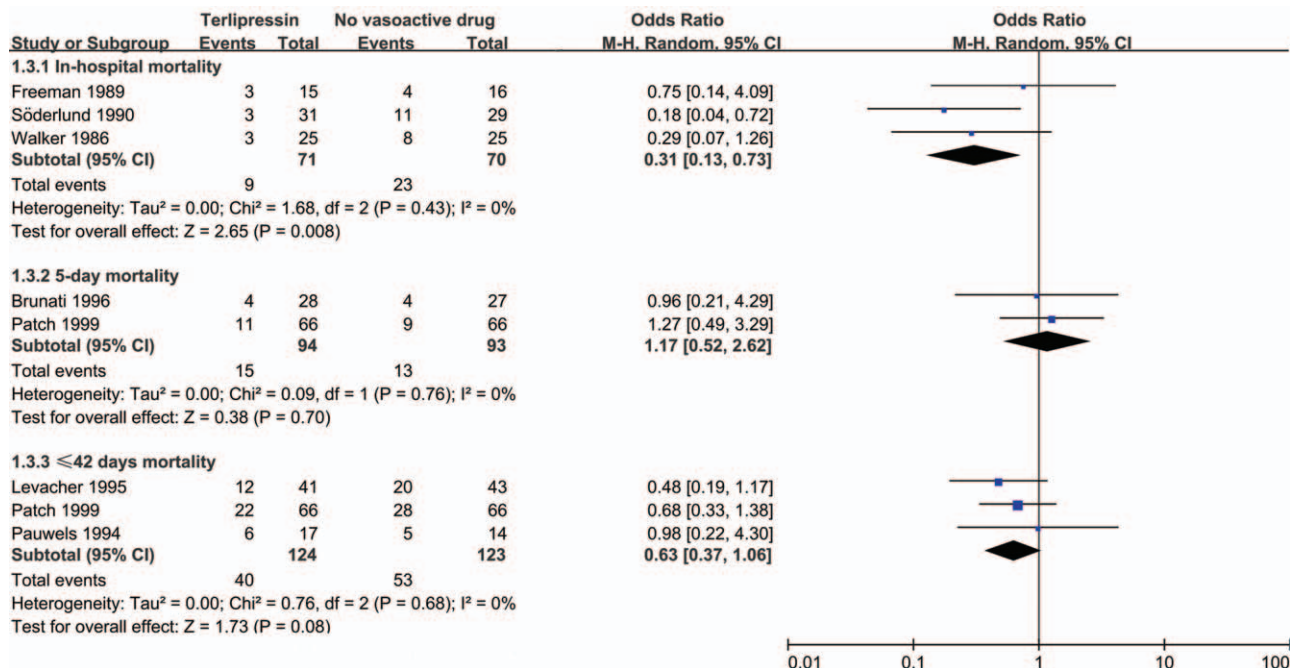 Terlipressin No vasoactive drug Odds Ratio Odds Ratio
Study or Subgroup Events Total Events Total M-H. Random. 95% CI M-H. Random. 95% CI
1.3.1 In-hospital mortality
Freeman 1989 3 15 4 16 0.75 [0.14, 4.09]
Söderlund 1990 3 31 11 29 0.18 [0.04, 0.72]
Walker 1986 3 25 8 25 0.29 [0.07, 1.26]
Subtotal (95% CI) 71 70 0.31 [0.13, 0.73]
Total events 9 23
Heterogeneity: Tau² = 0.00; Chi² = 1.68, df = 2 (P = 0.43); I² = 0%
Test for overall effect: Z = 2.65 (P = 0.008)
1.3.2 5-day mortality
Brunati 1996 4 28 4 27 0.96 [0.21, 4.29]
Patch 1999 11 66 9 66 1.27 [0.49, 3.29]
Subtotal (95% CI) 94 93 1.17 [0.52, 2.62]
Total events 15 13
Heterogeneity: Tau² = 0.00; Chi² = 0.09, df = 1 (P = 0.76); I² = 0%
Test for overall effect: Z = 0.38 (P = 0.70)
1.3.3 ≤42 days mortality
Levacher 1995 12 41 20 43 0.48 [0.19, 1.17]
Patch 1999 22 66 28 66 0.68 [0.33, 1.38]
Pauwels 1994 6 17 5 14 0.98 [0.22, 4.30]
Subtotal (95% CI) 124 123 0.63 [0.37, 1.06]
Total events 40 53
Heterogeneity: Tau² = 0.00; Chi² = 0.76, df = 2 (P = 0.68); I² = 0%
Test for overall effect: Z = 1.73 (P = 0.08)
0.01 0.1 1 10 100